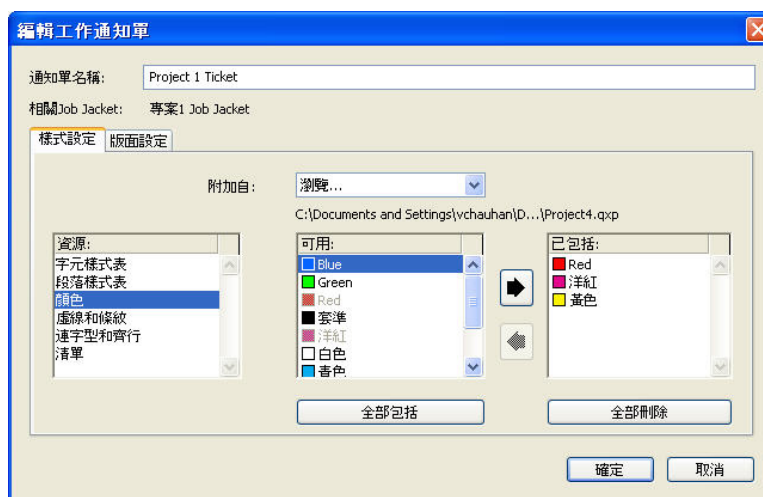 編輯工作通知單
通知單名稱: Project 1 Ticket
相關Job Jacket: 專案1 Job Jacket
樣式設定 版面設定
附加自: 瀏覽...
C:\Documents and Settings\vchauhan\D...\Project4.qxp
資源: 可用: 已包括:
字元樣式表 Blue Red
段落樣式表 Green 洋紅
顏色 Red 黃色
虛線和條紋 套準
連字型和齊行 洋紅
清單 白色
青色
全部包括 全部刪除
確定 取消